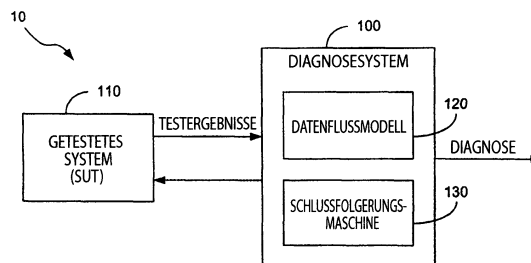 10
100
DIAGNOSESYSTEM
110
GETESTETES
SYSTEM
(SUT)
TESTERGEBNISSE
120
DATENFLUSSMODELL
DIAGNOSE
130
SCHLUSSFOLGERUNGS-
MASCHINE